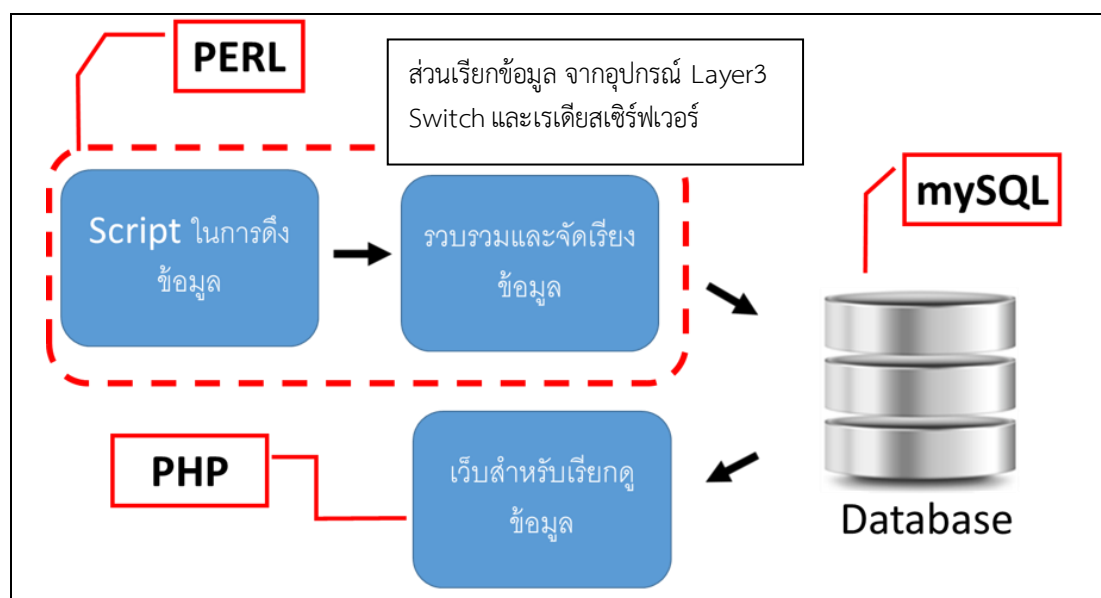 PERL
ส่วนเรียกข้อมูล จากอุปกรณ์ Layer3
Switch และเรเดียสเซิร์ฟเวอร์
mySQL
Script ในการดึง
ข้อมูล
รวบรวมและจัดเรียง
ข้อมูล
PHP
เว็บสำหรับเรียกดู
ข้อมูล
Database